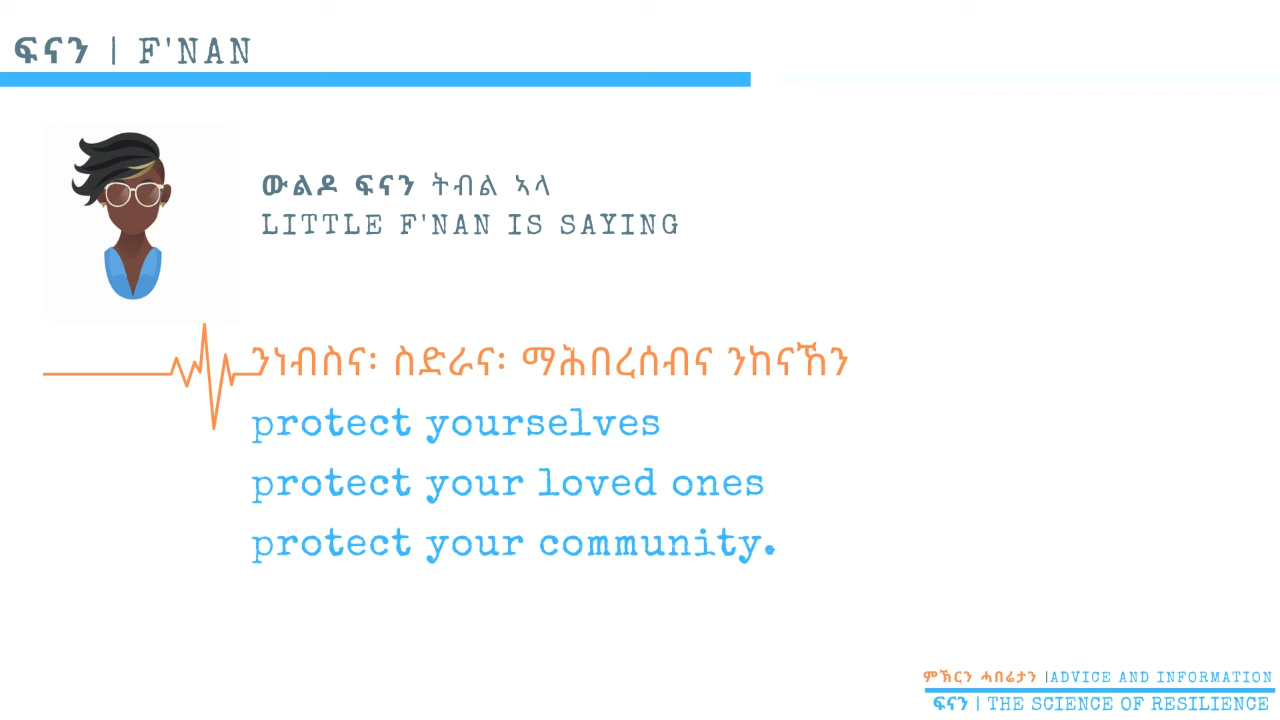 ፍናን | F'NAN
ውልዶ ፍናን ትብል ኣላ
LITTLE F'NAN IS SAYING
ንነብስና፡ ስድራና፡ ማሕበረሰብና ንከናኸን
protect yourselves
protect your loved ones
protect your community.
ምኽርን ሓበሬታን |ADVICE AND INFORMATION
ፍናን | THE SCIENCE OF RESILIENCE